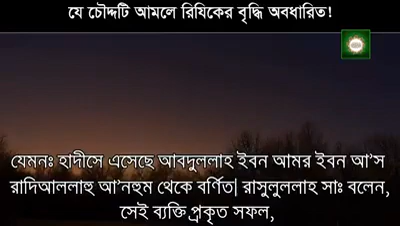 যে চৌদ্দটি আমলে রিযিকের বৃদ্ধি অবধারিত!
যেমনঃ হাদীসে এসেছে আবদুললাহ ইবন আমর ইবন আ’স
রাদিআললাহু আ’নহুম থেকে বর্ণিত| রাসুলুললাহ সাঃ বলেন,
সেই ব্যক্তি প্রকৃত সফল,